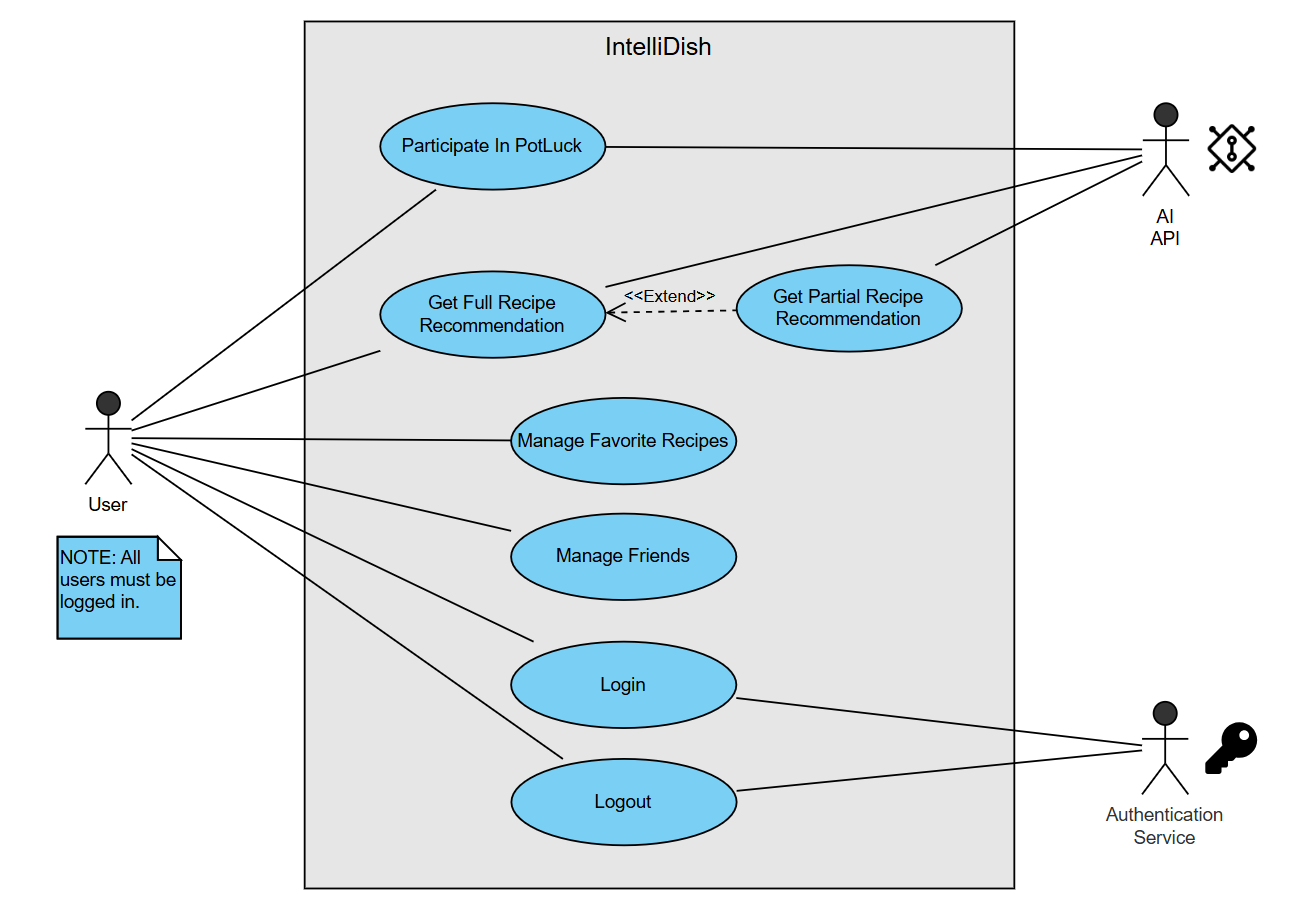 IntelliDish
Participate In PotLuck
AI
API
Get Full Recipe
Recommendation
<<Extend>>
Get Partial Recipe
Recommendation
Manage Favorite Recipes
User
NOTE: All
users must be
logged in.
Manage Friends
Login
Logout
Authentication
Service